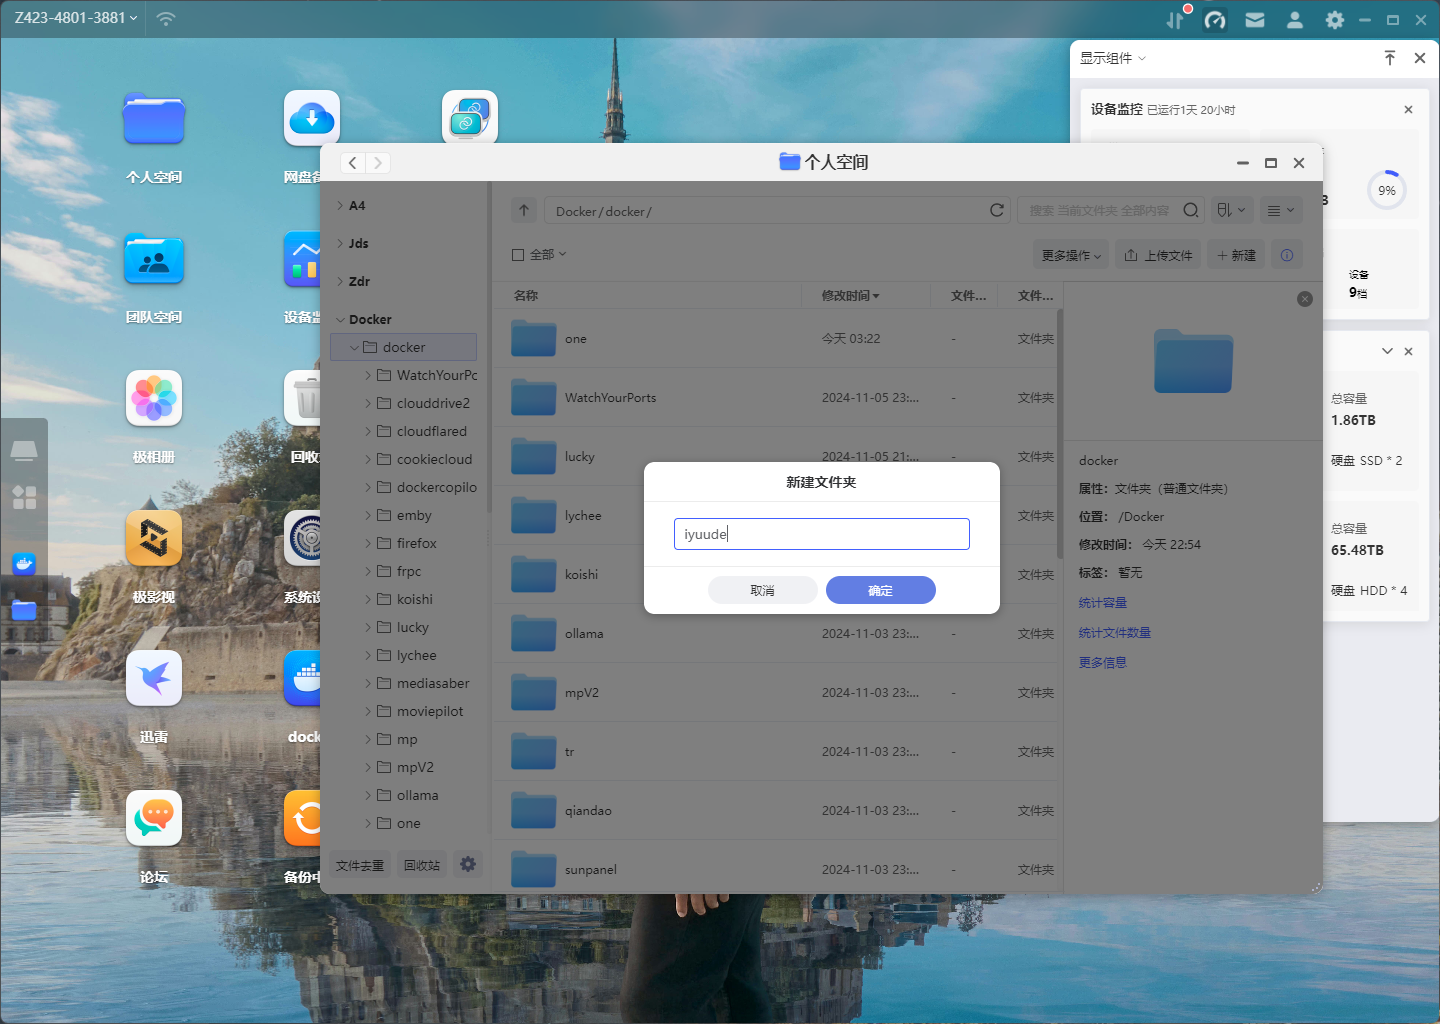 Z423-4801-3881
个人空间
网盘备
团队空间
设备监
极相册
回收
极影视
系统设
迅雷
dock
论坛
备份中
显示组件
设备监控 已运行1天 20小时
9%
设备
9档
总容量
1.86TB
硬盘 SSD * 2
总容量
65.48TB
硬盘 HDD * 4
个人空间
A4
Jds
Zdr
Docker
docker
WatchYourPc
clouddrive2
cloudflared
cookiecloud
dockercopilo
emby
firefox
frpc
koishi
lucky
lychee
mediasaber
moviepilot
mp
mpV2
ollama
one
文件去重 回收站
Docker / docker /
搜索 当前文件夹 全部内容
全部
更多操作 上传文件 新建
名称 修改时间 文件... 文件...
one 今天 03:22 - 文件夹
WatchYourPorts 2024-11-05 23:... - 文件夹
lucky 2024-11-05 21:... - 文件夹
lychee 文件夹
koishi 文件夹
ollama 2024-11-03 23:... - 文件夹
mpV2 2024-11-03 23:... - 文件夹
tr 2024-11-03 23:... - 文件夹
qiandao 2024-11-03 23:... - 文件夹
sunpanel 2024-11-03 23:... - 文件夹
docker
属性： 文件夹（普通文件夹）
位置： /Docker
修改时间： 今天 22:54
标签： 暂无
统计容量
统计文件数量
更多信息
新建文件夹
iyuude
取消 确定